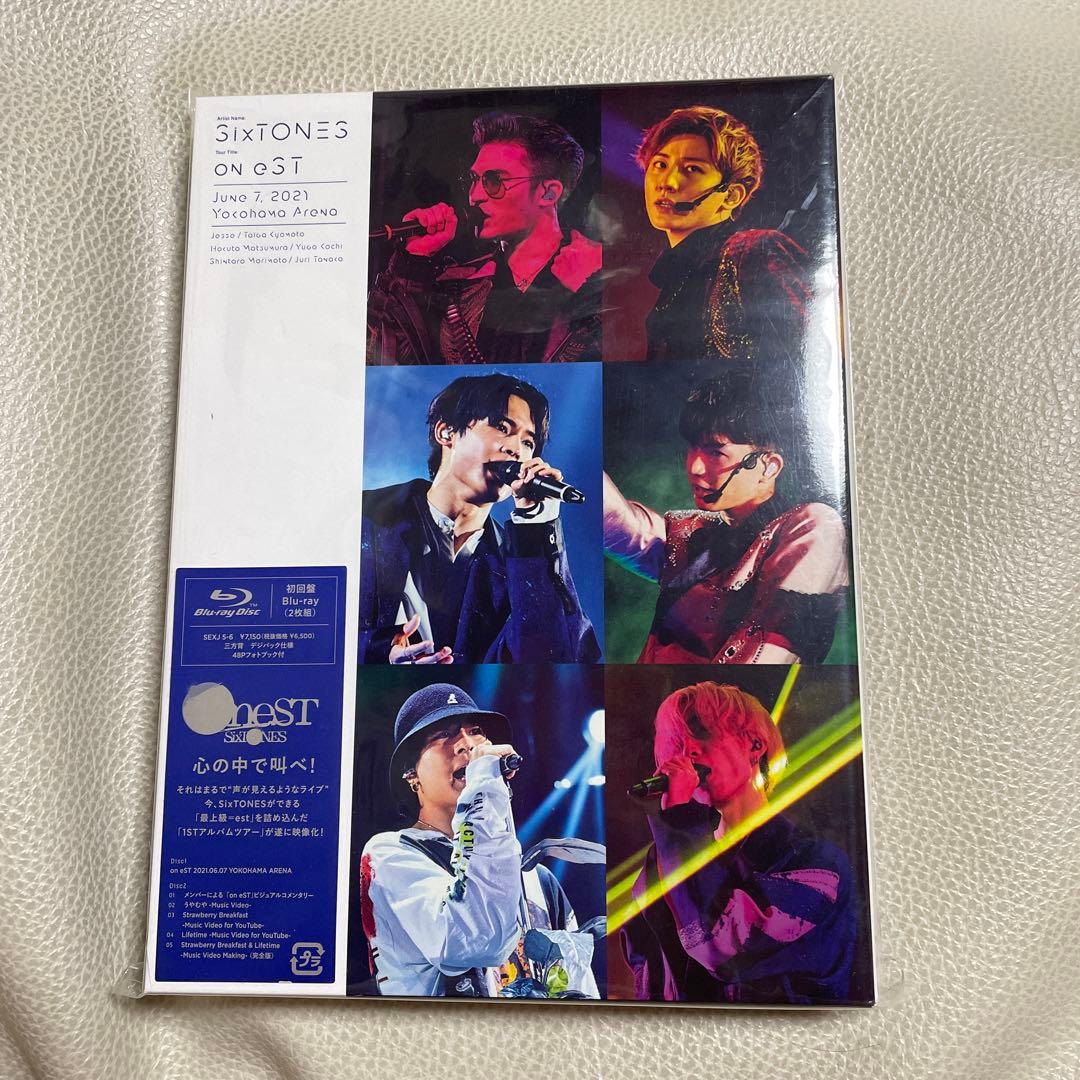 Artist Name:
SixTONES
Tour Title:
on eST
June 7, 2021
Yokohama Arena
Jesse / Taiga Kyomoto
Hokuto Matsumura / Yugo Kochi
Shintaro Morimoto / Juri Tanaka
Blu-ray Disc™
初回盤
Blu-ray
(2枚組)
SEXJ 5-6 ¥7,150(税抜価格 ¥6,500)
三方背 デジパック仕様
48Pフォトブック付
neST
SixTONES
心の中で叫べ!
それはまるで“声が見えるようなライブ”
今、SixTONESができる
「最上級=est」を詰め込んだ
「1STアルバムツアー」が遂に映像化!
Disc1
on eST 2021.06.07 YOKOHAMA ARENA
Disc2
01 メンバーによる「on eST」ビジュアルコメンタリー
02 うやむや -Music Video-
03 Strawberry Breakfast
-Music Video for YouTube-
04 Lifetime -Music Video for YouTube-
05 Strawberry Breakfast & Lifetime
-Music Video Making- (完全版)
プラ